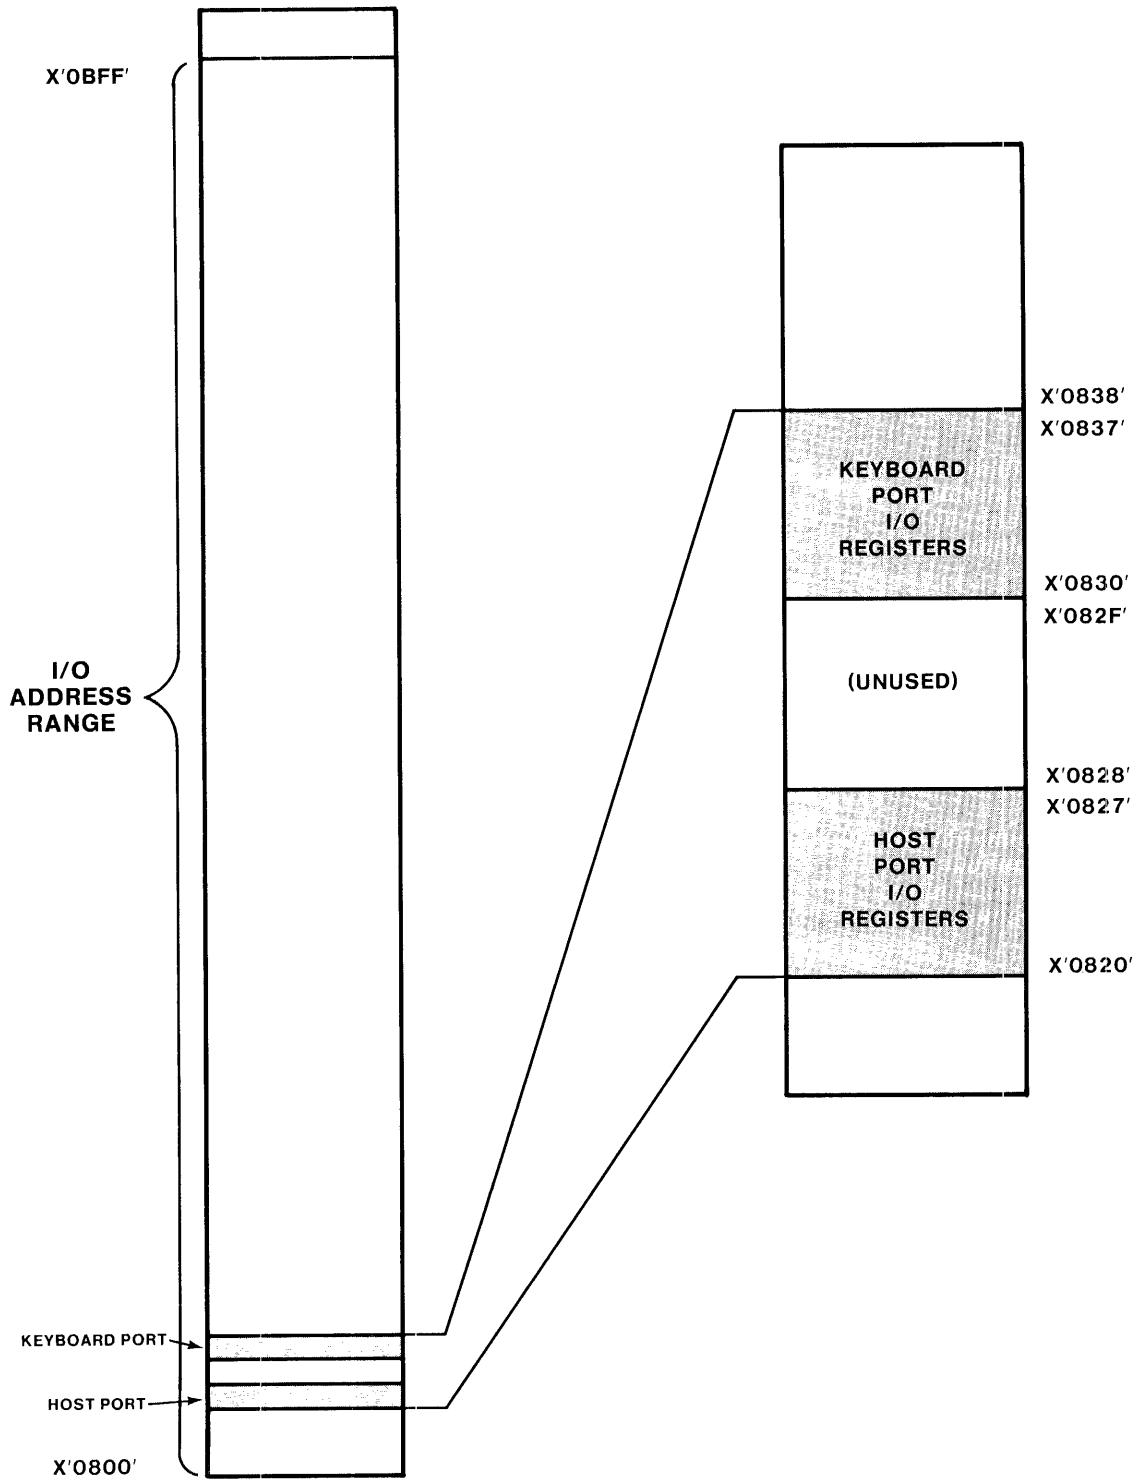 X'0BFF'
I/O
ADDRESS
RANGE
KEYBOARD PORT
HOST PORT
X'0800'
X'0838'
X'0837'
KEYBOARD
PORT
I/O
REGISTERS
X'0830'
X'082F'
(UNUSED)
X'0828'
X'0827'
HOST
PORT
I/O
REGISTERS
X'0820'